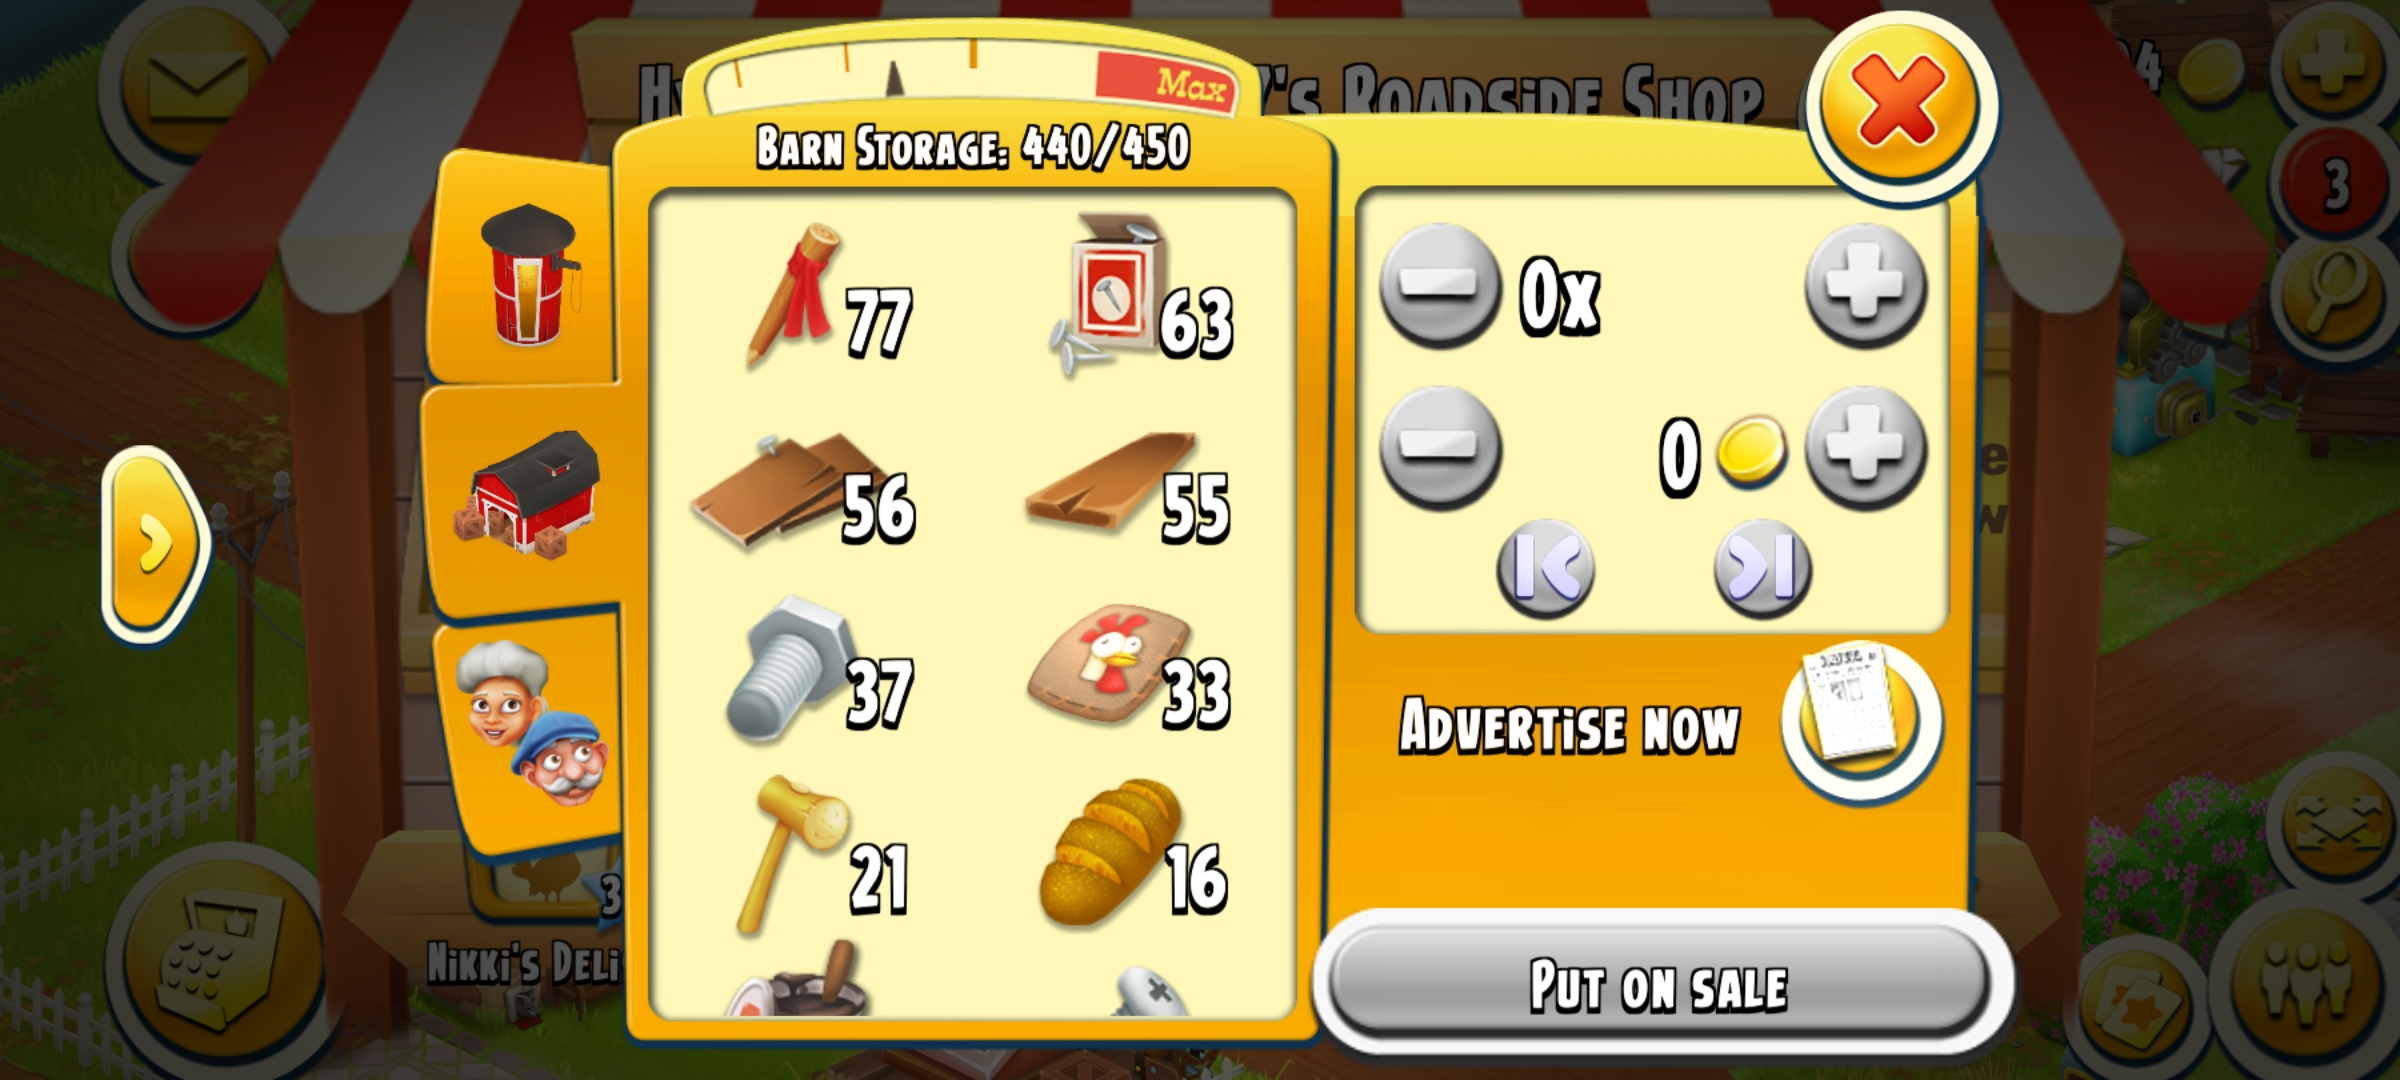 's Roadside Shop
Max
Barn Storage: 440/450
3
77
63
0x
56
55
0
37
33
Advertise now
21
16
3
Nikki's Deli
Put on sale